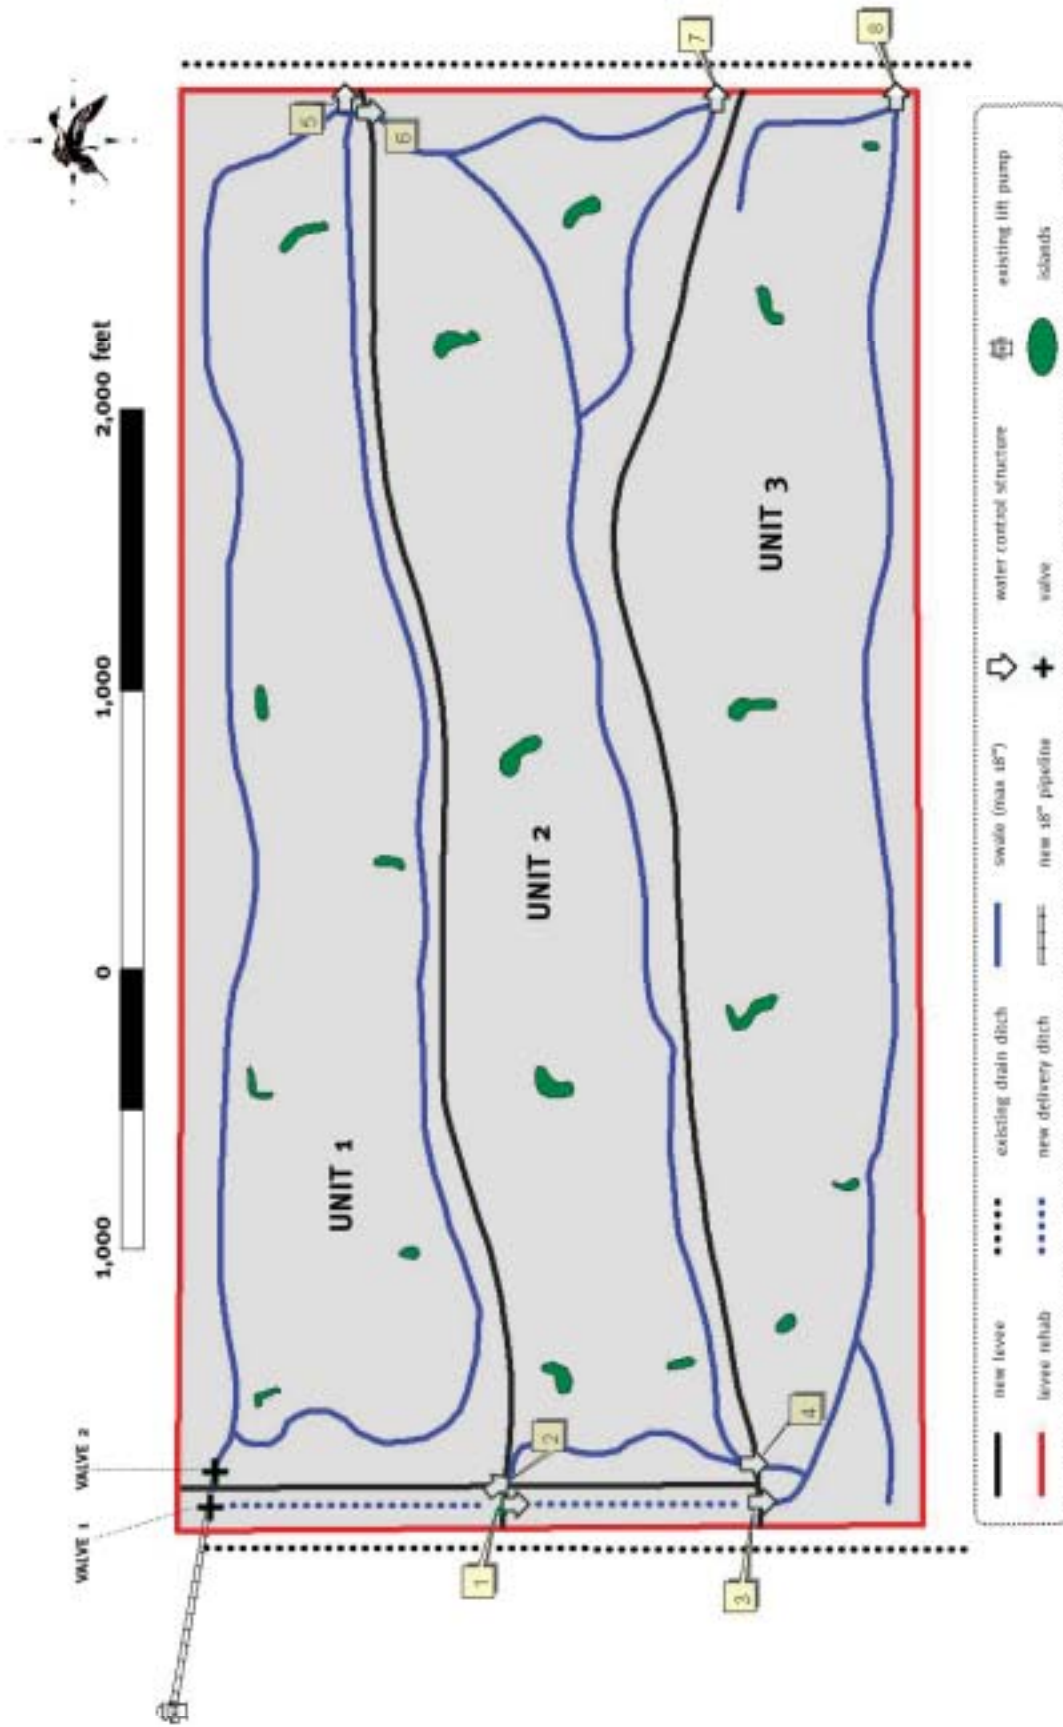 1,000
0
1,000
2,000 feet
VALVE 1
VALVE 2
UNIT 1
UNIT 2
UNIT 3
1
2
3
4
5
6
7
8
new levee
existing drain ditch
swale (max 18")
water control structure
existing lift pump
levee rehab
new delivery ditch
new 18" pipeline
valve
islands